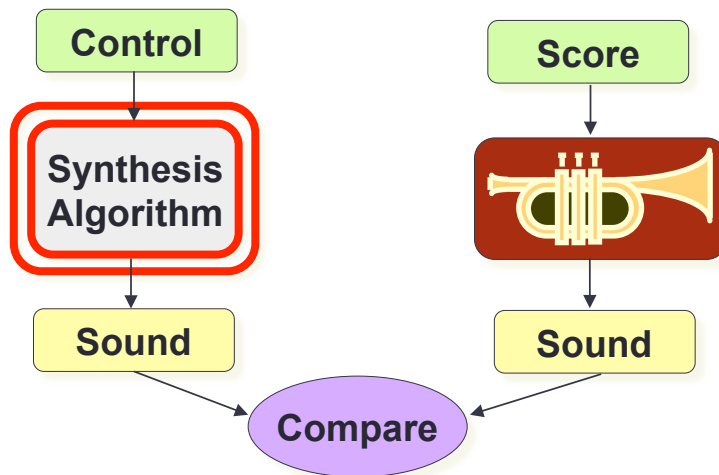 Control
Synthesis
Algorithm
Sound
Score
Sound
Compare